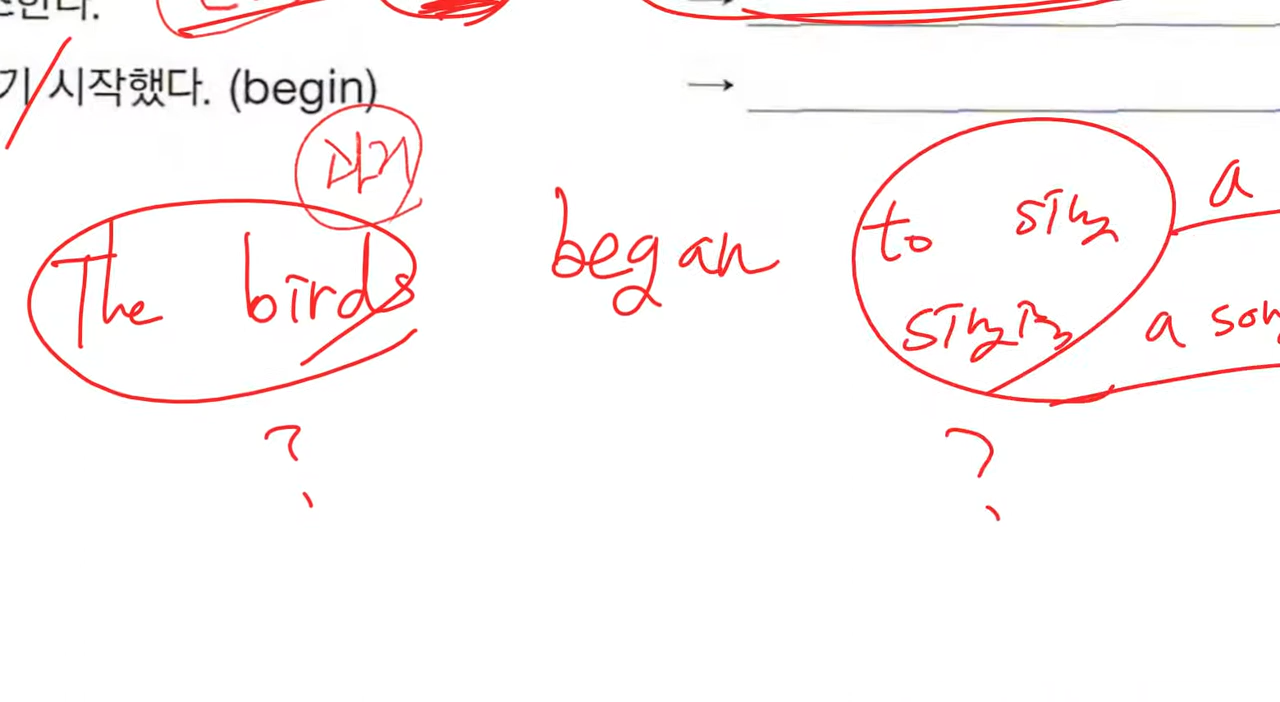 기 시작했다. (begin) →
과거
The birds began to sing a
singing a son
?
?